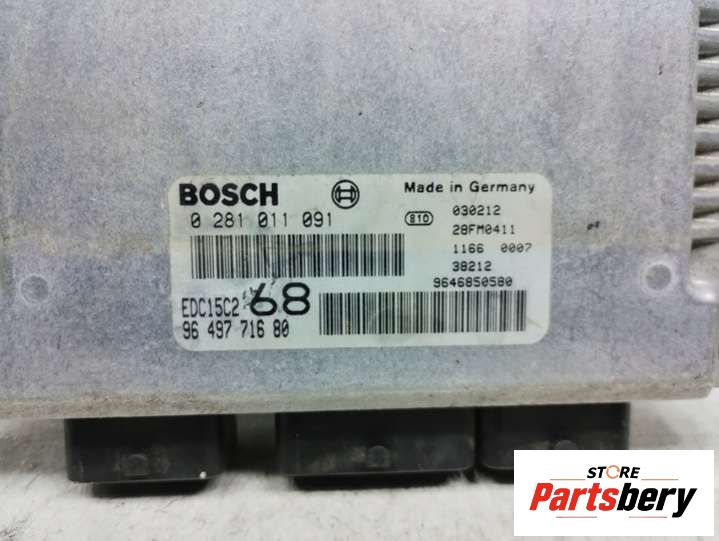 BOSCH
Made in Germany
0 281 011 091
810
030212
28FM0411
1166 0007
38212
9646850580
EDC15C2
68
96 497 716 80
STORE
Partsbery